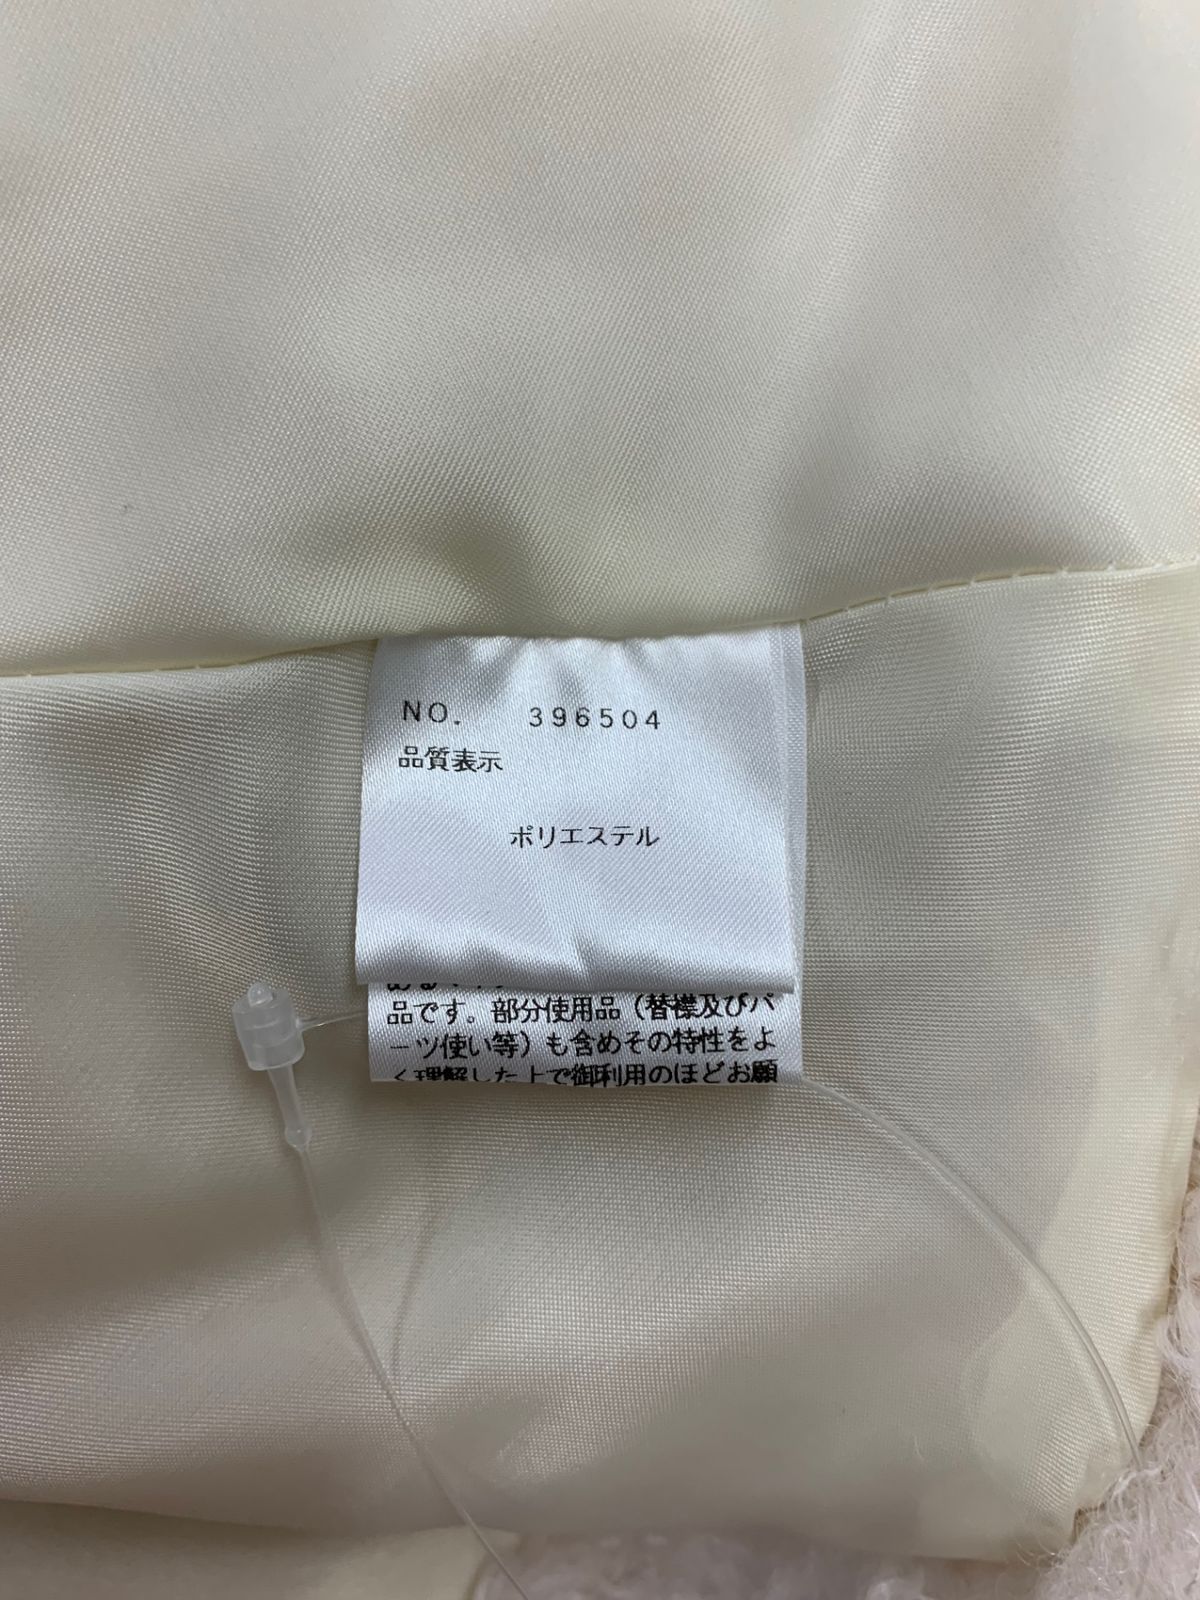 NO. 396504
品質表示
ポリエステル
品です。部分使用品（替襟及びパ
ーツ使い等）も含めその特性をよ
く理解した上で御利用のほどお願